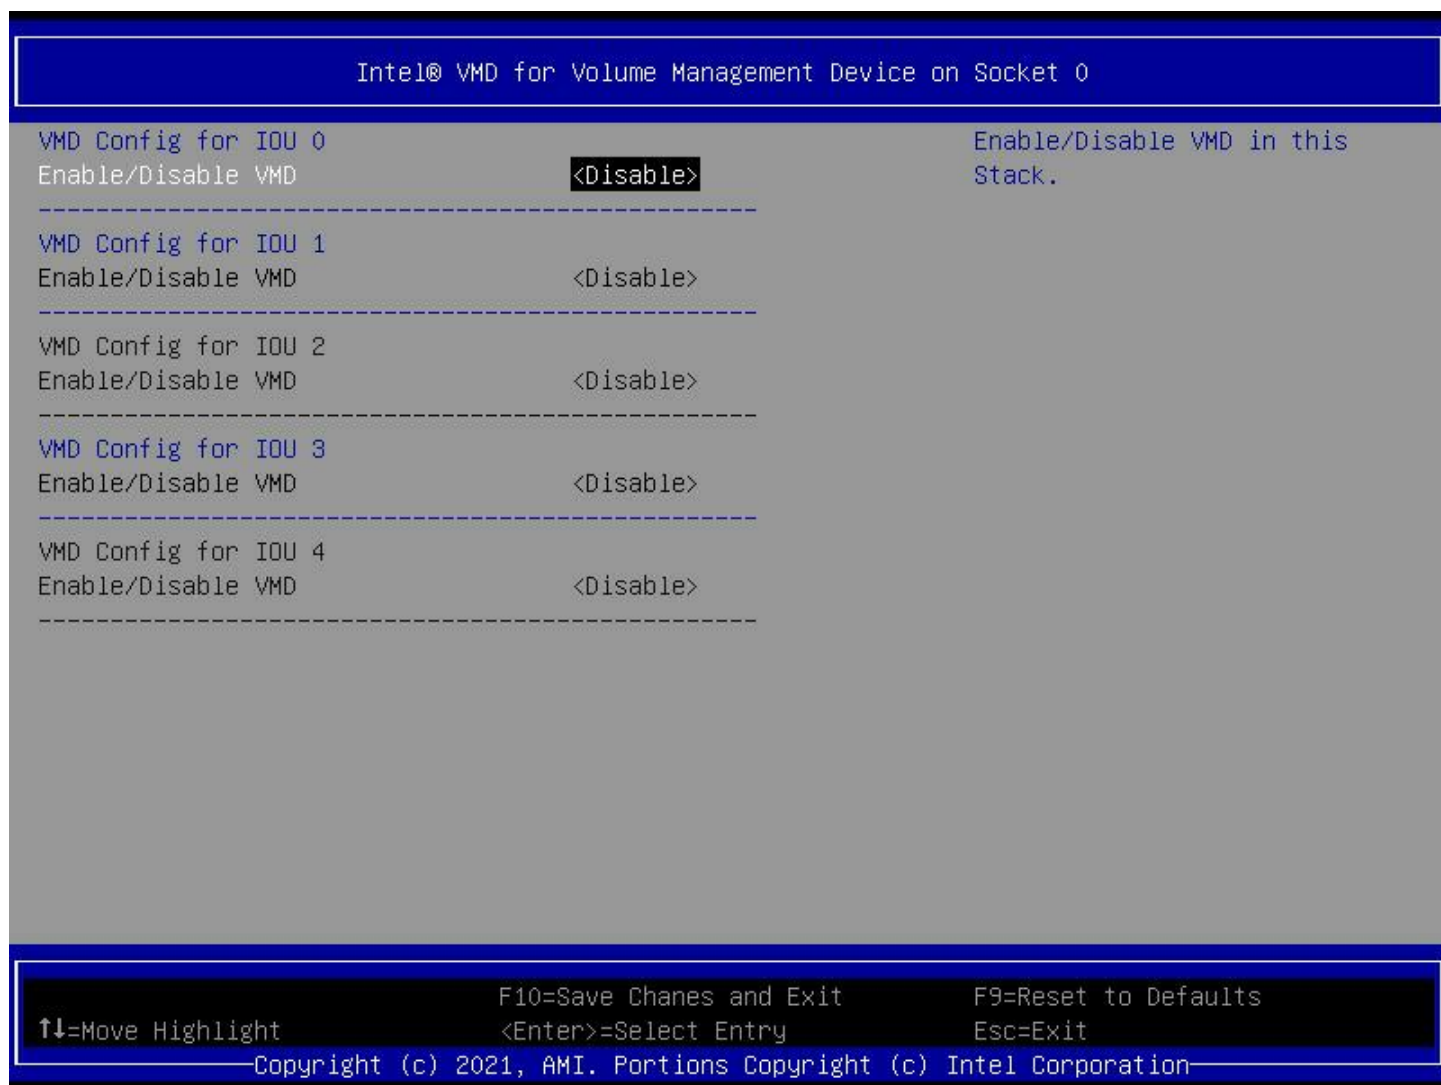 Intel® VMD for Volume Management Device on Socket 0
VMD Config for IOU 0
Enable/Disable VMD <Disable>
--------------------------------------------------
VMD Config for IOU 1
Enable/Disable VMD <Disable>
--------------------------------------------------
VMD Config for IOU 2
Enable/Disable VMD <Disable>
--------------------------------------------------
VMD Config for IOU 3
Enable/Disable VMD <Disable>
--------------------------------------------------
VMD Config for IOU 4
Enable/Disable VMD <Disable>
--------------------------------------------------
Enable/Disable VMD in this
Stack.
F10=Save Chanes and Exit F9=Reset to Defaults
↑↓=Move Highlight <Enter>=Select Entry Esc=Exit
Copyright (c) 2021, AMI. Portions Copyright (c) Intel Corporation